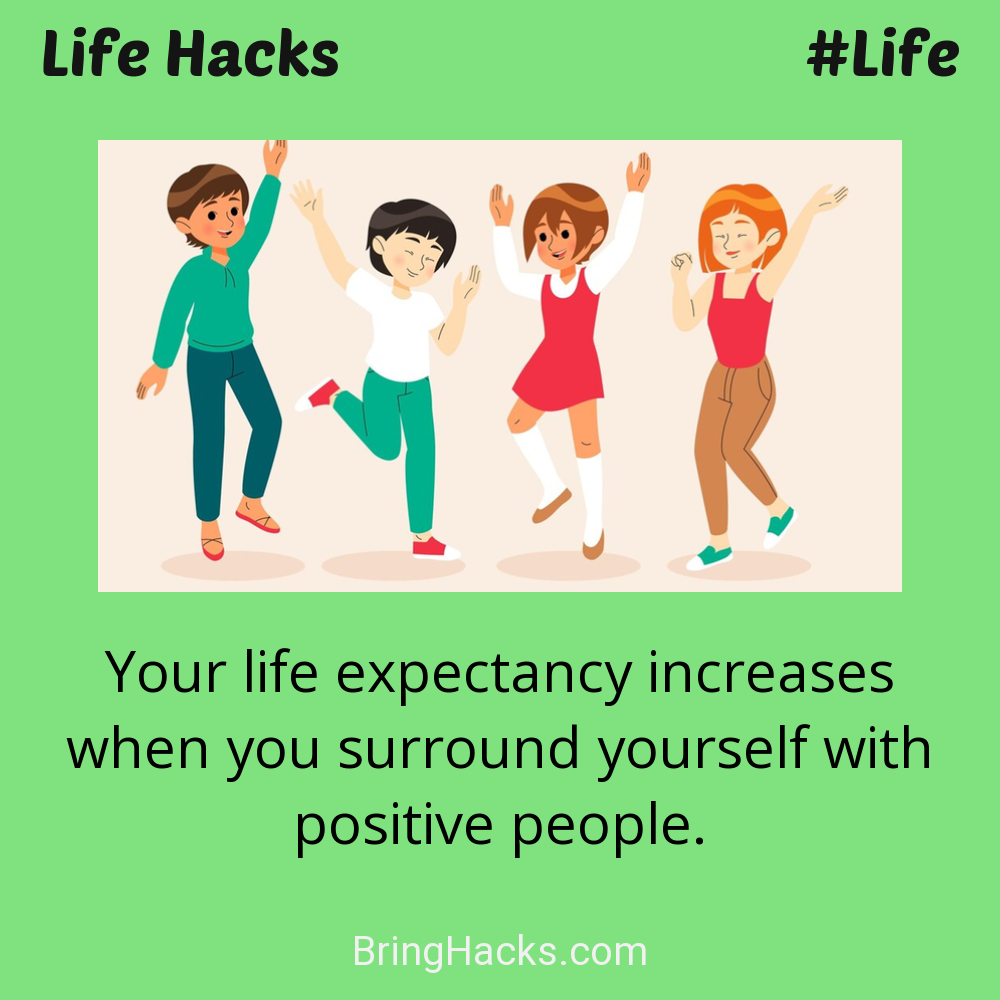 Life Hacks
#Life
Your life expectancy increases
when you surround yourself with
positive people.
BringHacks.com